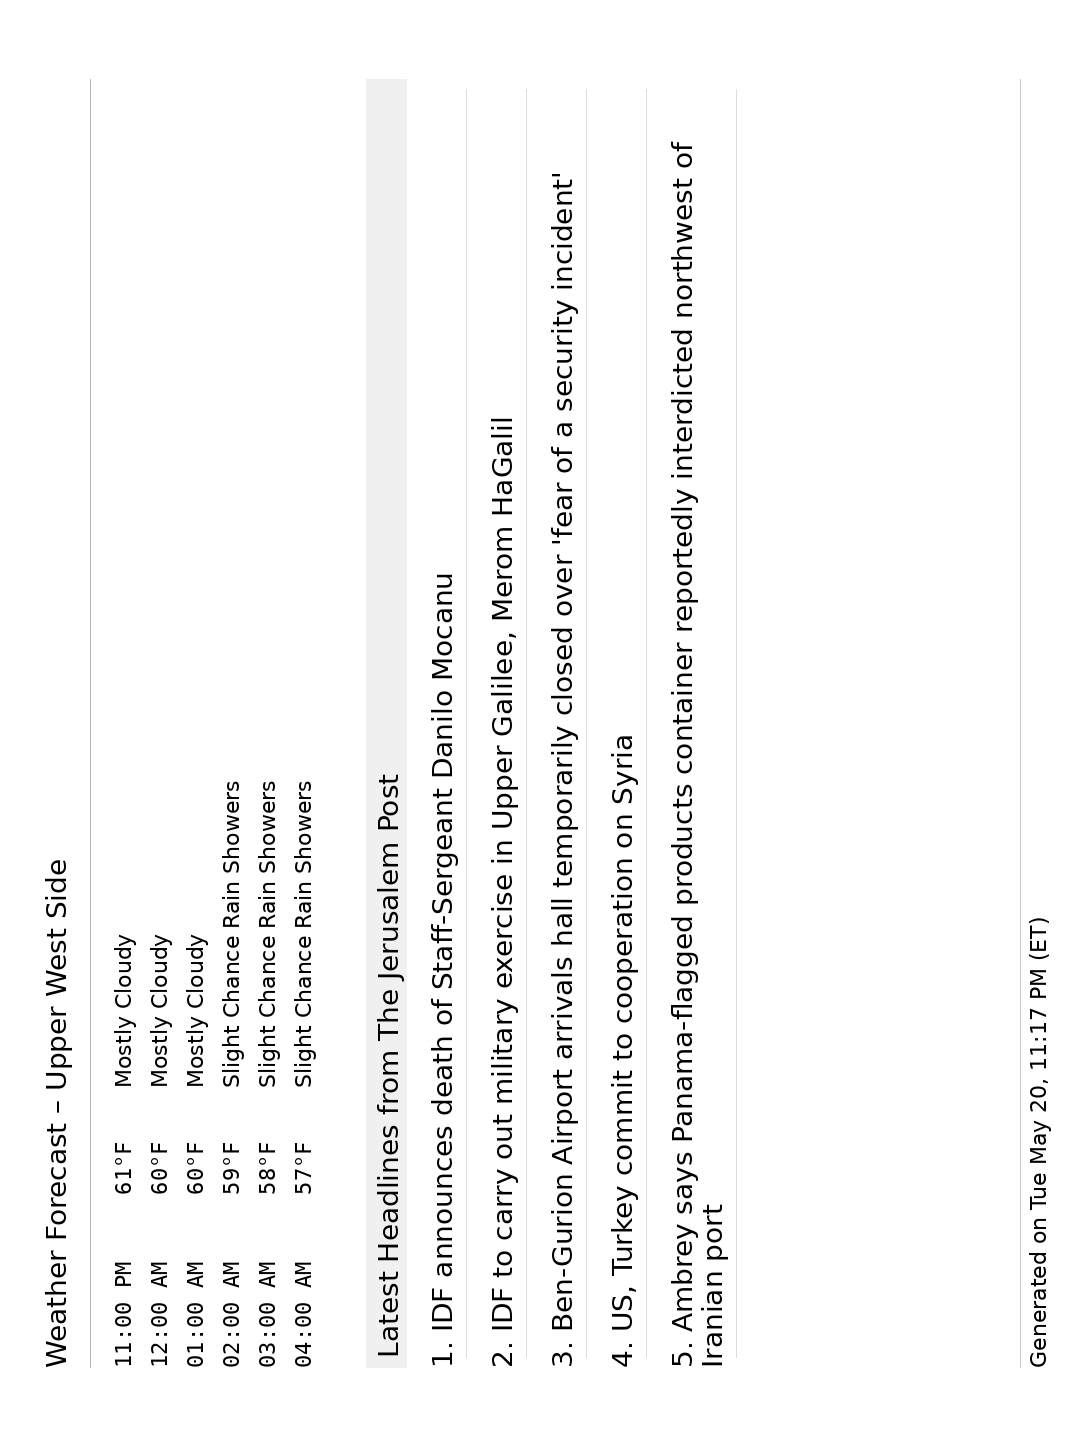 Weather Forecast – Upper West Side
11:00 PM 61°F Mostly Cloudy
12:00 AM 60°F Mostly Cloudy
01:00 AM 60°F Mostly Cloudy
02:00 AM 59°F Slight Chance Rain Showers
03:00 AM 58°F Slight Chance Rain Showers
04:00 AM 57°F Slight Chance Rain Showers
Latest Headlines from The Jerusalem Post
1. IDF announces death of Staff-Sergeant Danilo Mocanu
2. IDF to carry out military exercise in Upper Galilee, Merom HaGalil
3. Ben-Gurion Airport arrivals hall temporarily closed over 'fear of a security incident'
4. US, Turkey commit to cooperation on Syria
5. Ambrey says Panama-flagged products container reportedly interdicted northwest of
Iranian port
Generated on Tue May 20, 11:17 PM (ET)